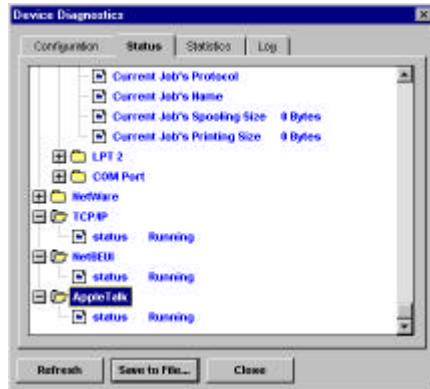 Device Diagnostics
Configuration Status Statistics Log
Current Job's Protocol
Current Job's Name
Current Job's Spooling Size 0 Bytes
Current Job's Printing Size 0 Bytes
LPT 2
COM Port
NetWare
TCP/IP
status Running
NetBEUI
status Running
AppleTalk
status Running
Refresh Save to File... Close